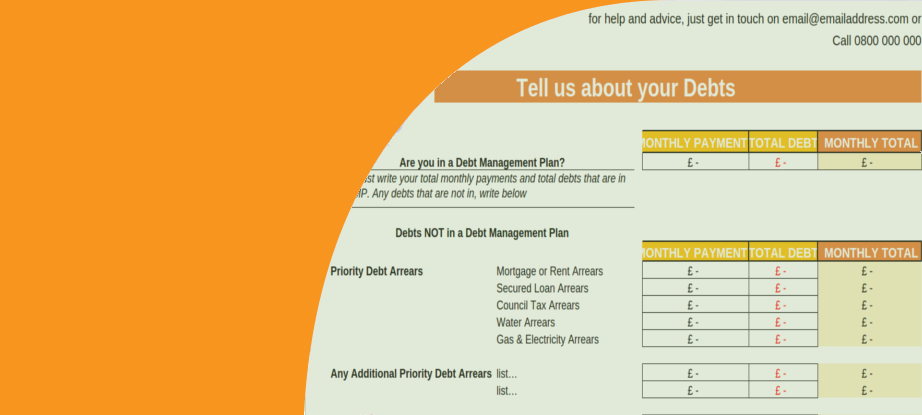 for help and advice, just get in touch on email@emailaddress.com or
Call 0800 000 000
Tell us about your Debts
MONTHLY PAYMENT TOTAL DEBT MONTHLY TOTAL
Are you in a Debt Management Plan? £ - £ - £ -
write your total monthly payments and total debts that are in
Any debts that are not in, write below
Debts NOT in a Debt Management Plan
MONTHLY PAYMENT TOTAL DEBT MONTHLY TOTAL
Priority Debt Arrears Mortgage or Rent Arrears £ - £ - £ -
Secured Loan Arrears £ - £ - £ -
Council Tax Arrears £ - £ - £ -
Water Arrears £ - £ - £ -
Gas & Electricity Arrears £ - £ - £ -
Any Additional Priority Debt Arrears list... £ - £ - £ -
list... £ - £ - £ -